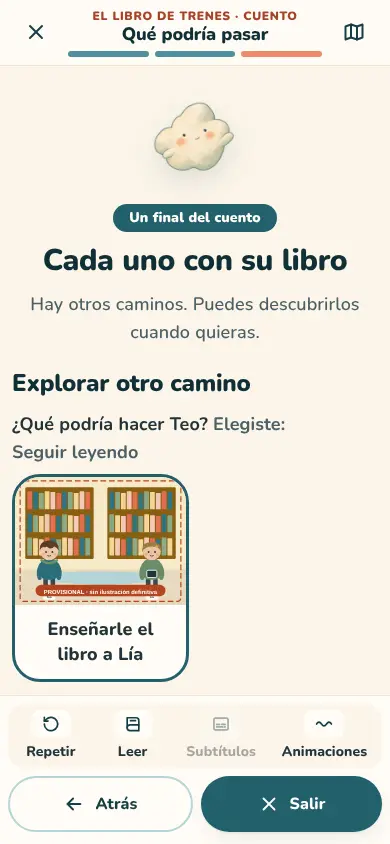 EL LIBRO DE TRENES · CUENTO
Qué podría pasar
Un final del cuento
Cada uno con su libro
Hay otros caminos. Puedes descubrirlos
cuando quieras.
Explorar otro camino
¿Qué podría hacer Teo? Elegiste:
Seguir leyendo
PROVISIONAL · sin ilustración definitiva
Enseñarle el
libro a Lía
Repetir
Leer
Subtítulos
Animaciones
Atrás
Salir